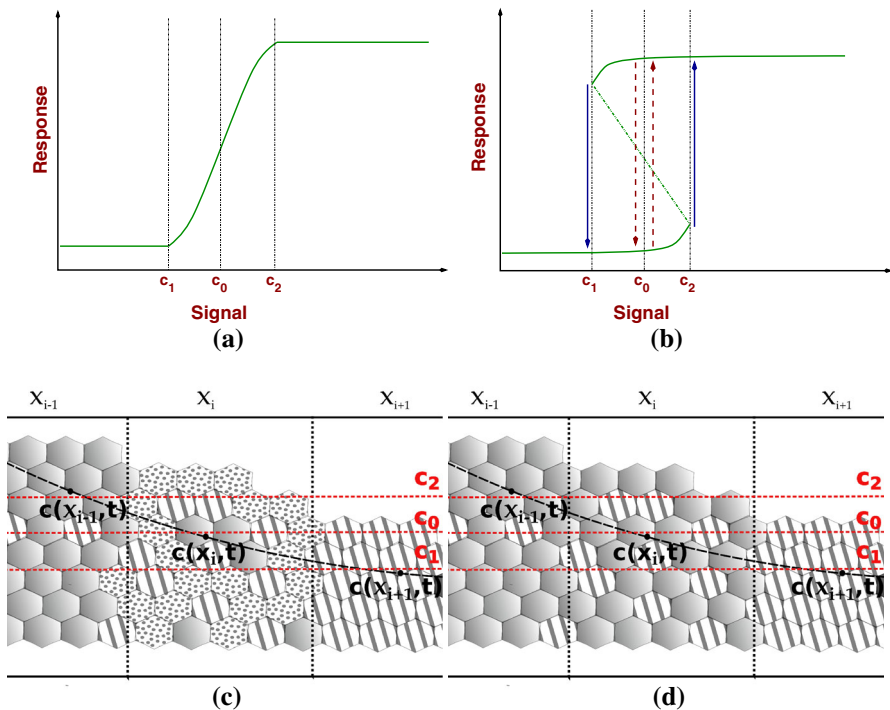 Response
c1 c0 c2
Signal
(a)
Response
c1 c0 c2
Signal
(b)
Xi-1 Xi Xi+1
c2
c(xi-1,t) c0
c(xi,t) c1
c(xi+1,t)
(c)
Xi-1 Xi Xi+1
c2
c(xi-1,t) c0
c(xi,t) c1
c(xi+1,t)
(d)